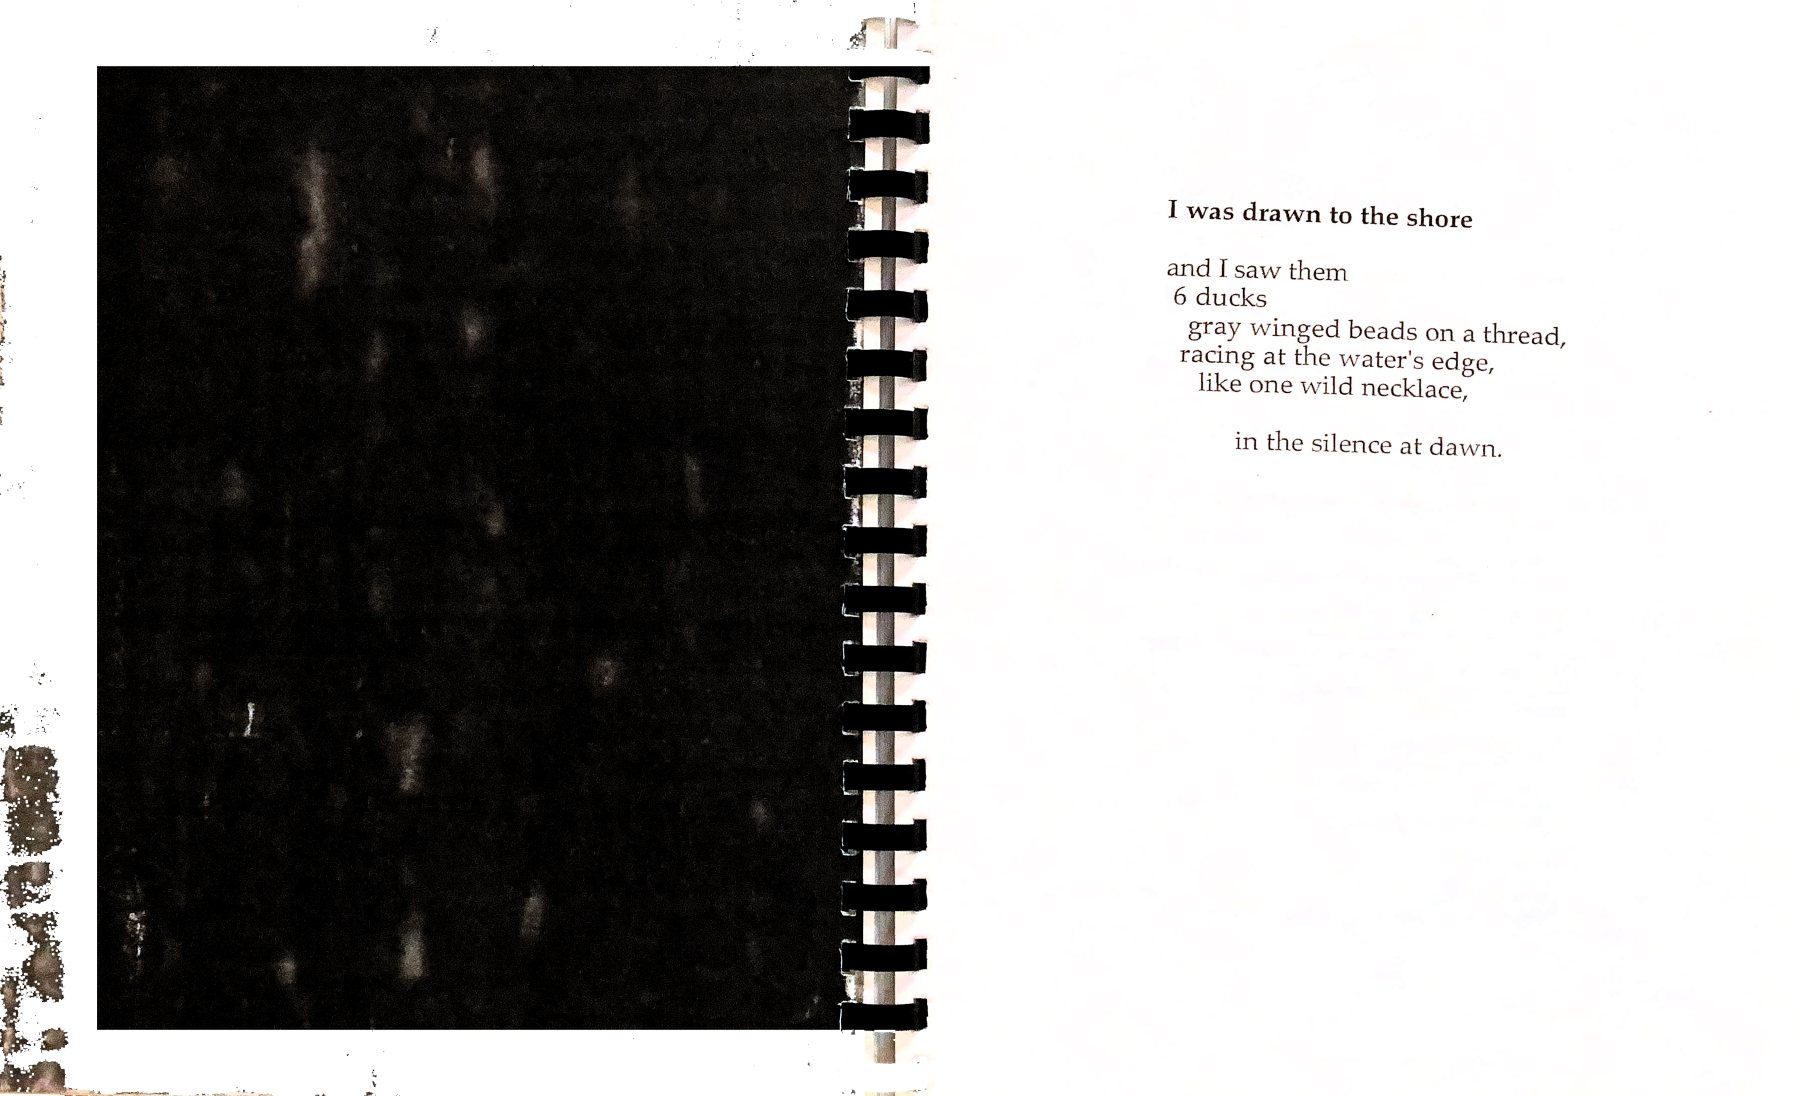 I was drawn to the shore
and I saw them
6 ducks
gray winged beads on a thread,
racing at the water's edge,
like one wild necklace,
in the silence at dawn.